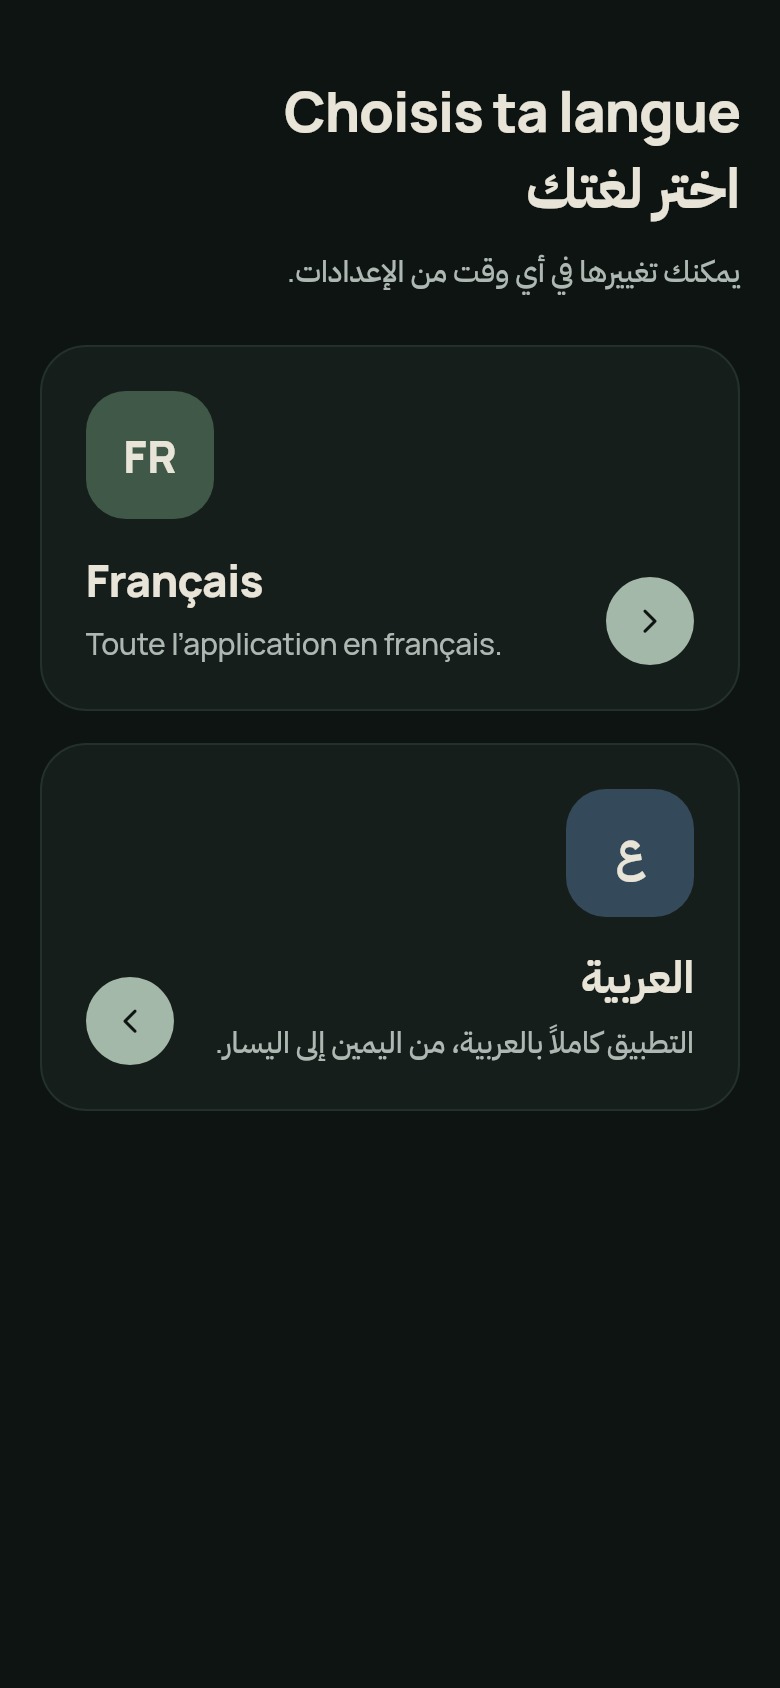 Choisis ta langue
اختر لغتك
يمكنك تغييرها في أي وقت من الإعدادات.
FR
Français
Toute l’application en français.
ع
العربية
التطبيق كاملاً بالعربية، من اليمين إلى اليسار.